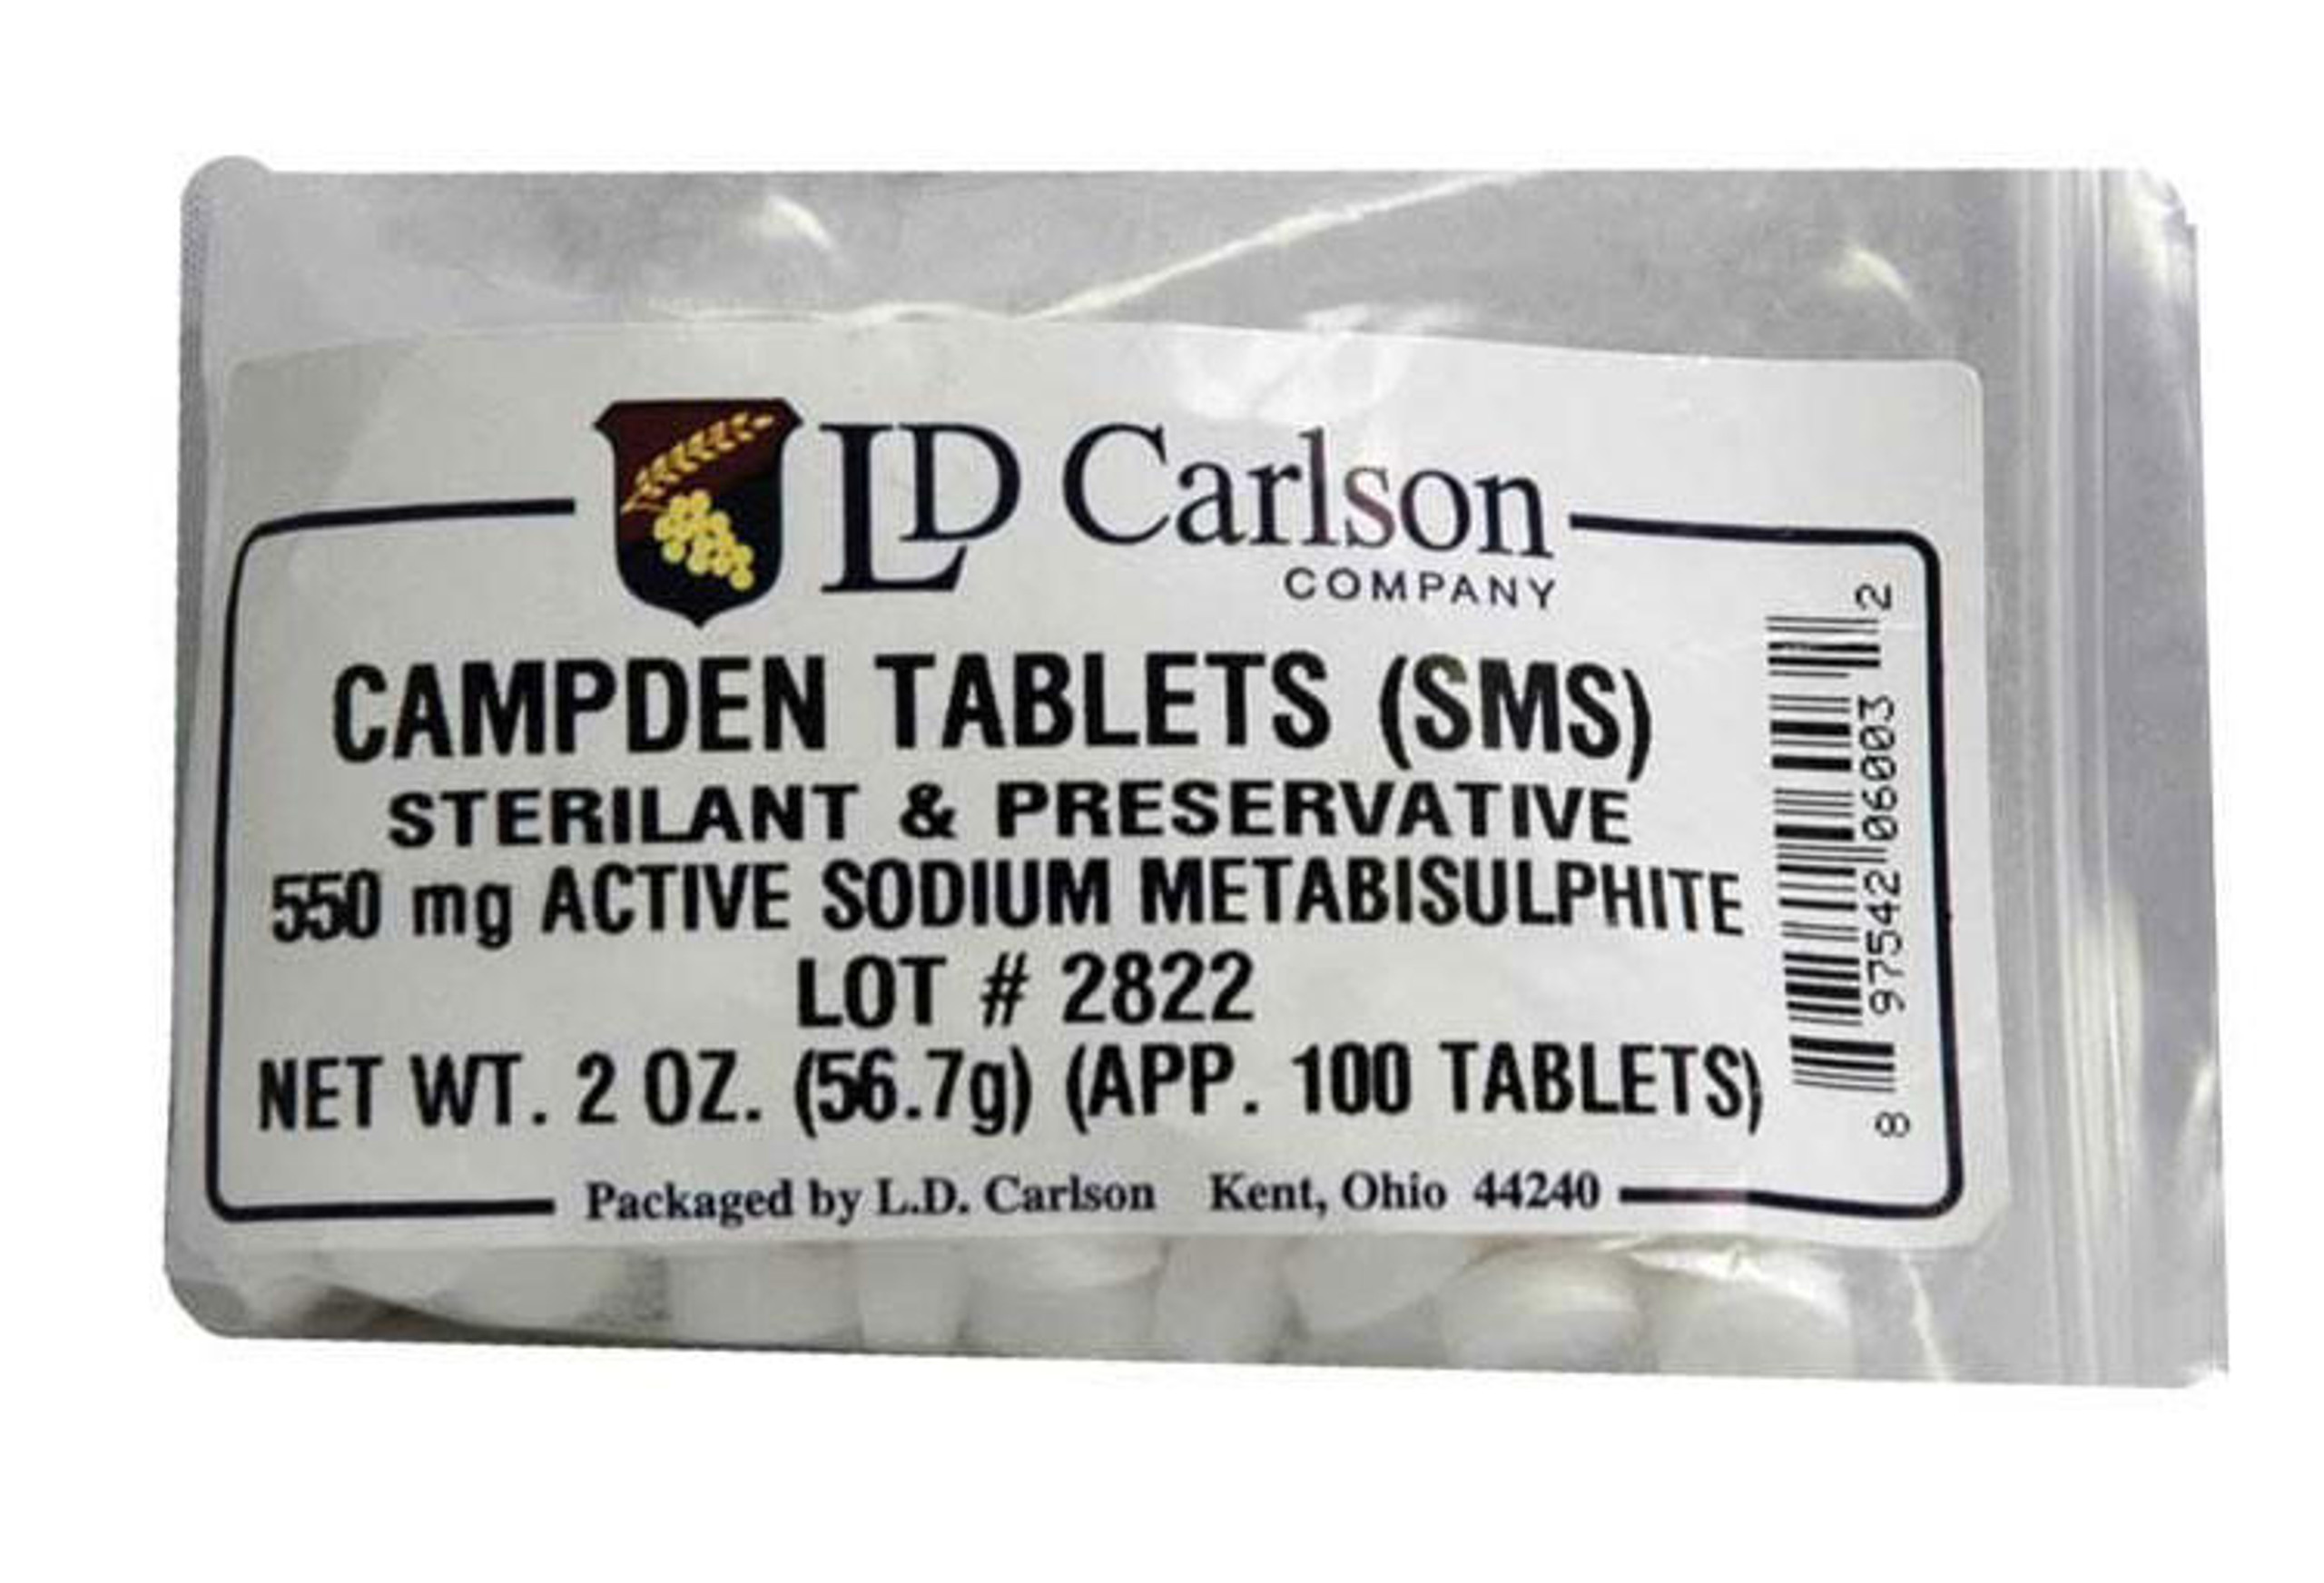 LD Carlson
COMPANY
CAMPDEN TABLETS (SMS)
STERILANT & PRESERVATIVE
550 mg ACTIVE SODIUM METABISULPHITE
LOT # 2822
NET WT. 2 OZ. (56.7g) (APP. 100 TABLETS)
Packaged by L.D. Carlson Kent, Ohio 44240
8 97542 06003 2